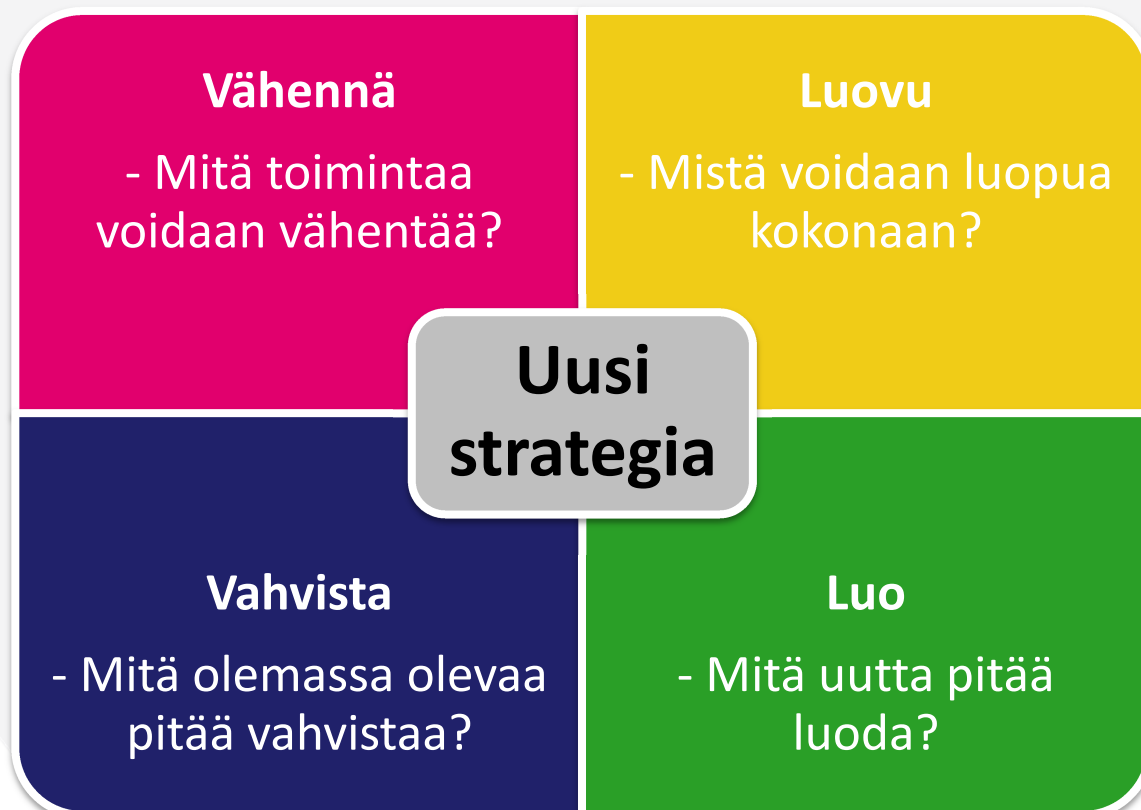 Vähennä
- Mitä toimintaa
voidaan vähentää?
Luovu
- Mistä voidaan luopua
kokonaan?
Uusi
strategia
Vahvista
- Mitä olemassa olevaa
pitää vahvistaa?
Luo
- Mitä uutta pitää
luoda?